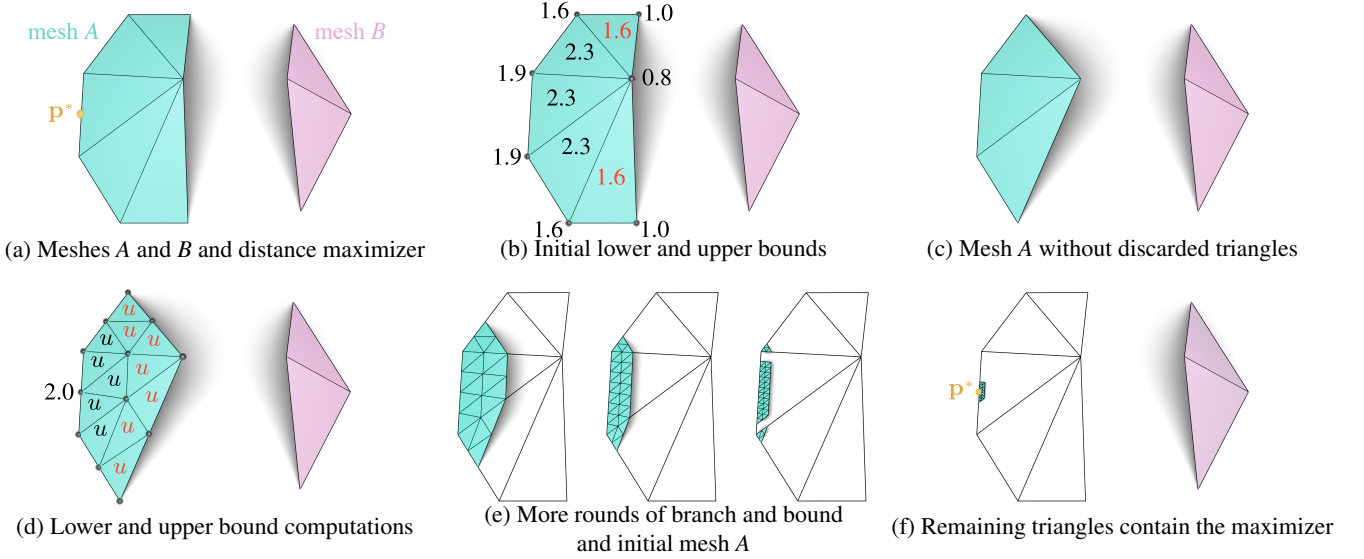 mesh A
mesh B
p*
(a) Meshes A and B and distance maximizer
1.6
1.0
1.6
2.3
1.9
0.8
2.3
2.3
1.9
1.6
1.6
1.0
(b) Initial lower and upper bounds
(c) Mesh A without discarded triangles
u
u
u
u
u
u
u
2.0
u
u
u
u
u
(d) Lower and upper bound computations
(e) More rounds of branch and bound
and initial mesh A
p*
(f) Remaining triangles contain the maximizer